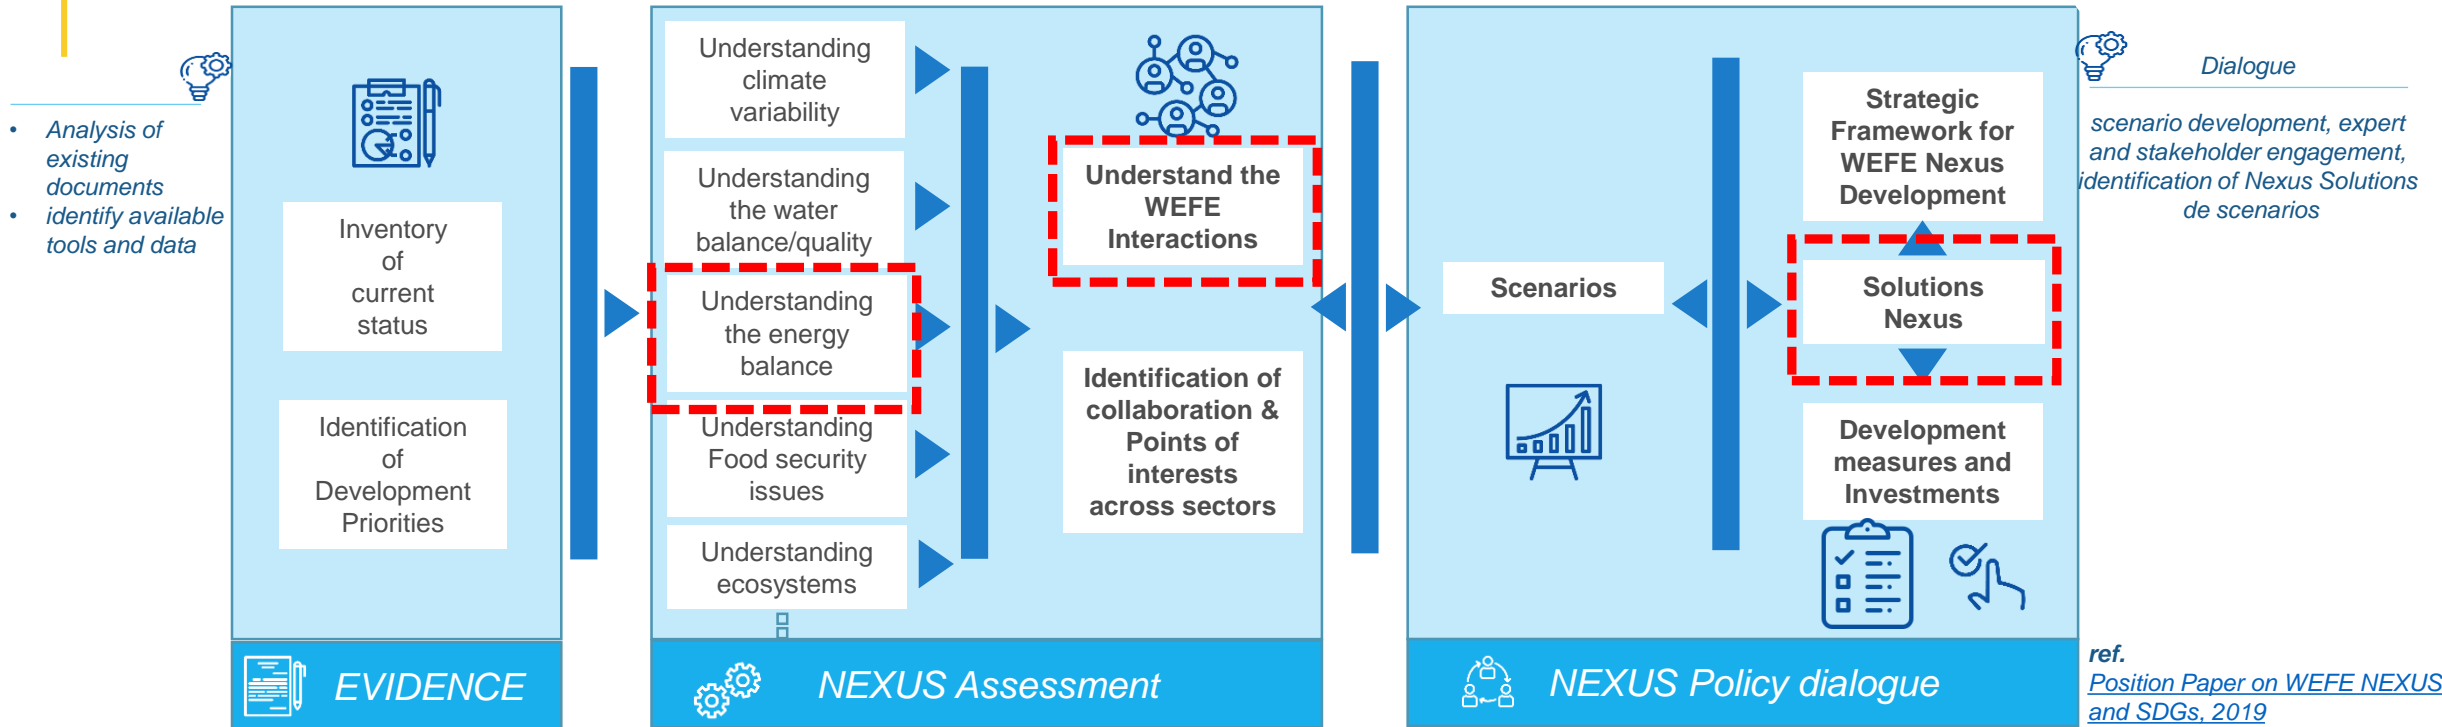 • Analysis of
existing
documents
• identify available
tools and data
Inventory
of
current
status
Identification
of
Development
Priorities
EVIDENCE
Understanding
climate
variability
Understanding
the water
balance/quality
Understanding
the energy
balance
Understanding
Food security
issues
Understanding
ecosystems
Understand the
WEFE
Interactions
Identification of
collaboration &
Points of
interests
across sectors
NEXUS Assessment
Scenarios
Strategic
Framework for
WEFE Nexus
Development
Solutions
Nexus
Development
measures and
Investments
NEXUS Policy dialogue
Dialogue
scenario development, expert
and stakeholder engagement,
identification of Nexus Solutions
de scenarios
ref.
Position Paper on WEFE NEXUS
and SDGs, 2019